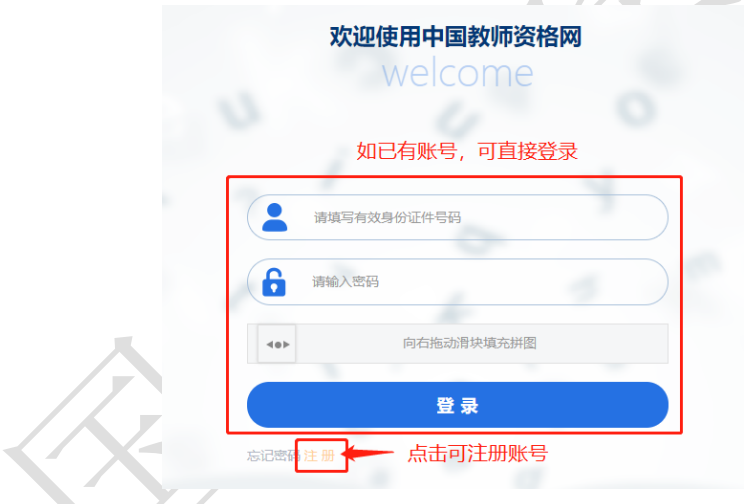 欢迎使用中国教师资格网
welcome
如已有账号，可直接登录
请填写有效身份证件号码
请输入密码
向右拖动滑块填充拼图
登 录
忘记密码 注 册 点击可注册账号